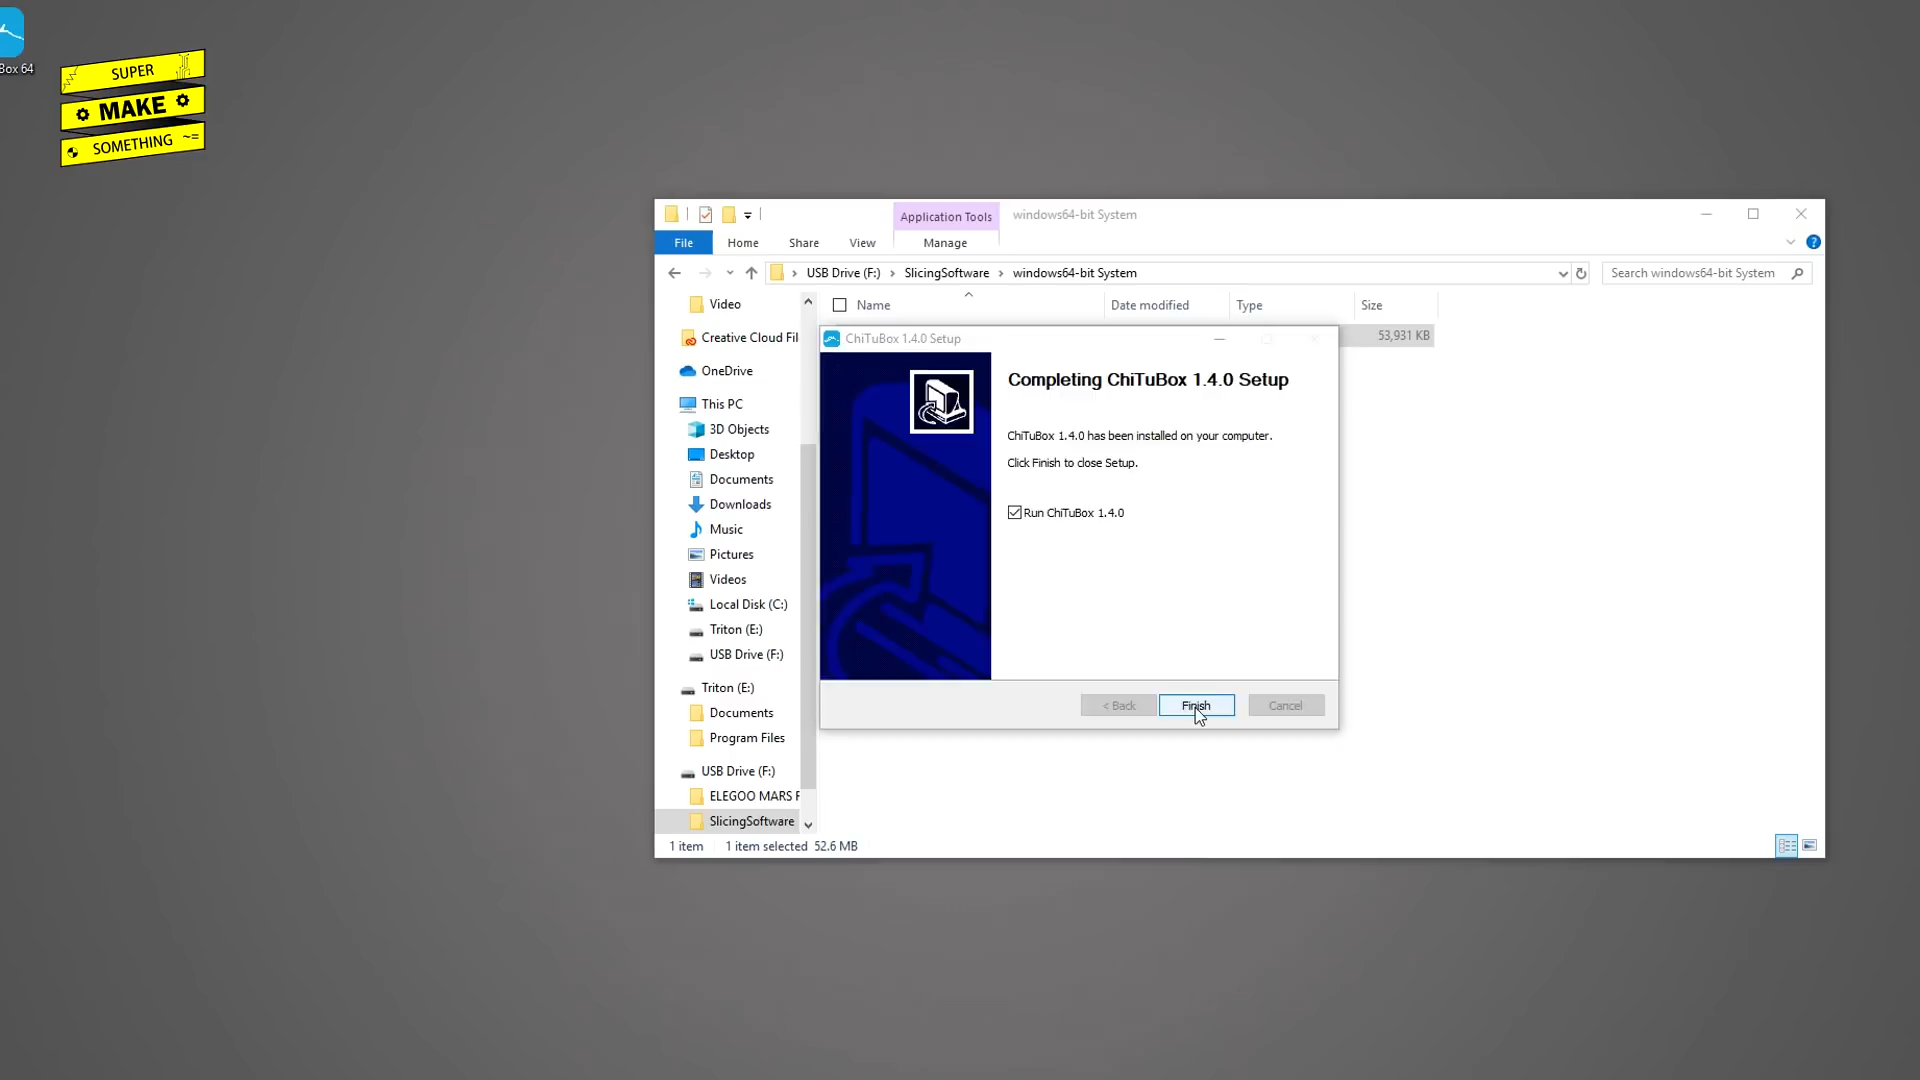 Box 64
SUPER
MAKE
SOMETHING ~=
Application Tools
windows64-bit System
File
Home
Share
View
Manage
USB Drive (F:)
SlicingSoftware
windows64-bit System
Search windows64-bit System
Video
Creative Cloud Fil
OneDrive
This PC
3D Objects
Desktop
Documents
Downloads
Music
Pictures
Videos
Local Disk (C:)
Triton (E:)
USB Drive (F:)
Triton (E:)
Documents
Program Files
USB Drive (F:)
ELEGOO MARS F
SlicingSoftware
Name
Date modified
Type
Size
53,931 KB
ChiTuBox 1.4.0 Setup
Completing ChiTuBox 1.4.0 Setup
ChiTuBox 1.4.0 has been installed on your computer.
Click Finish to close Setup.
Run ChiTuBox 1.4.0
< Back
Finish
Cancel
1 item
1 item selected 52.6 MB